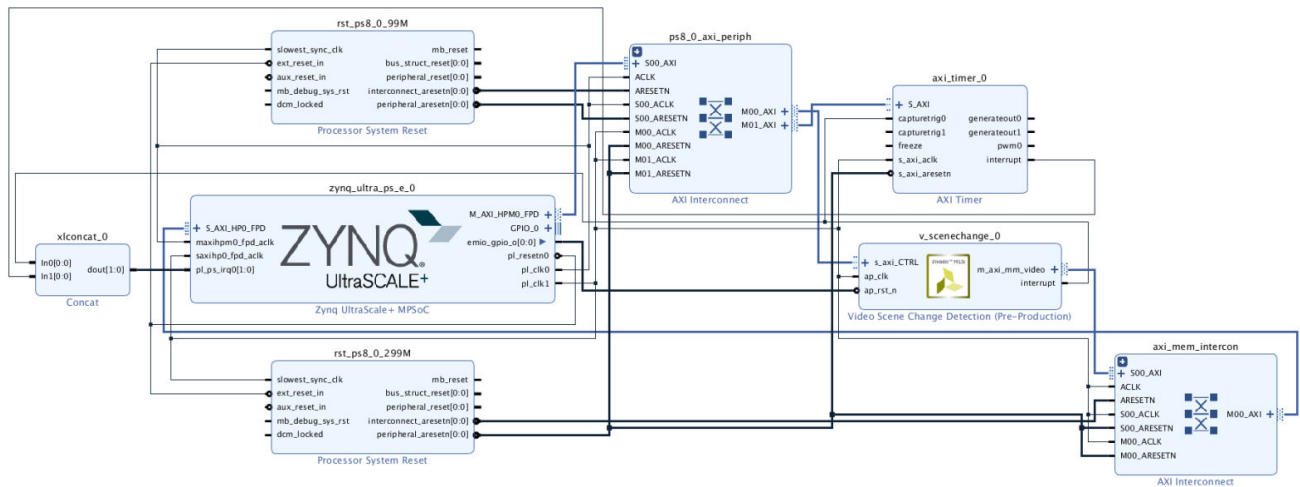 rst_ps8_0_99M
slowest_sync_clk
ext_reset_in
aux_reset_in
mb_debug_sys_rst
dcm_locked
mb_reset
bus_struct_reset[0:0]
peripheral_reset[0:0]
interconnect_aresetn[0:0]
peripheral_aresetn[0:0]
Processor System Reset
ps8_0_axi_periph
S00_AXI
ACLK
ARESETN
S00_ACLK
S00_ARESETN
M00_ACLK
M00_ARESETN
M01_ACLK
M01_ARESETN
M00_AXI
M01_AXI
AXI Interconnect
axi_timer_0
S_AXI
capturetrig0
capturetrig1
freeze
s_axi_aclk
s_axi_aresetn
generateout0
generateout1
pwm0
interrupt
AXI Timer
xlconcat_0
In0[0:0]
In1[0:0]
dout[1:0]
Concat
zynq_ultra_ps_e_0
S_AXI_HP0_FPD
maxihpm0_fpd_aclk
saxihp0_fpd_aclk
pl_ps_irq0[1:0]
ZYNQ
UltraSCALE+
M_AXI_HPM0_FPD
GPIO_0
emio_gpio_o[0:0]
pl_resetn0
pl_clk0
pl_clk1
Zynq UltraScale+ MPSoC
v_scenechange_0
s_axi_CTRL
ap_clk
ap_rst_n
m_axi_mm_video
interrupt
Video Scene Change Detection (Pre-Production)
rst_ps8_0_299M
slowest_sync_clk
ext_reset_in
aux_reset_in
mb_debug_sys_rst
dcm_locked
mb_reset
bus_struct_reset[0:0]
peripheral_reset[0:0]
interconnect_aresetn[0:0]
peripheral_aresetn[0:0]
Processor System Reset
axi_mem_intercon
S00_AXI
ACLK
ARESETN
S00_ACLK
S00_ARESETN
M00_ACLK
M00_ARESETN
M00_AXI
AXI Interconnect